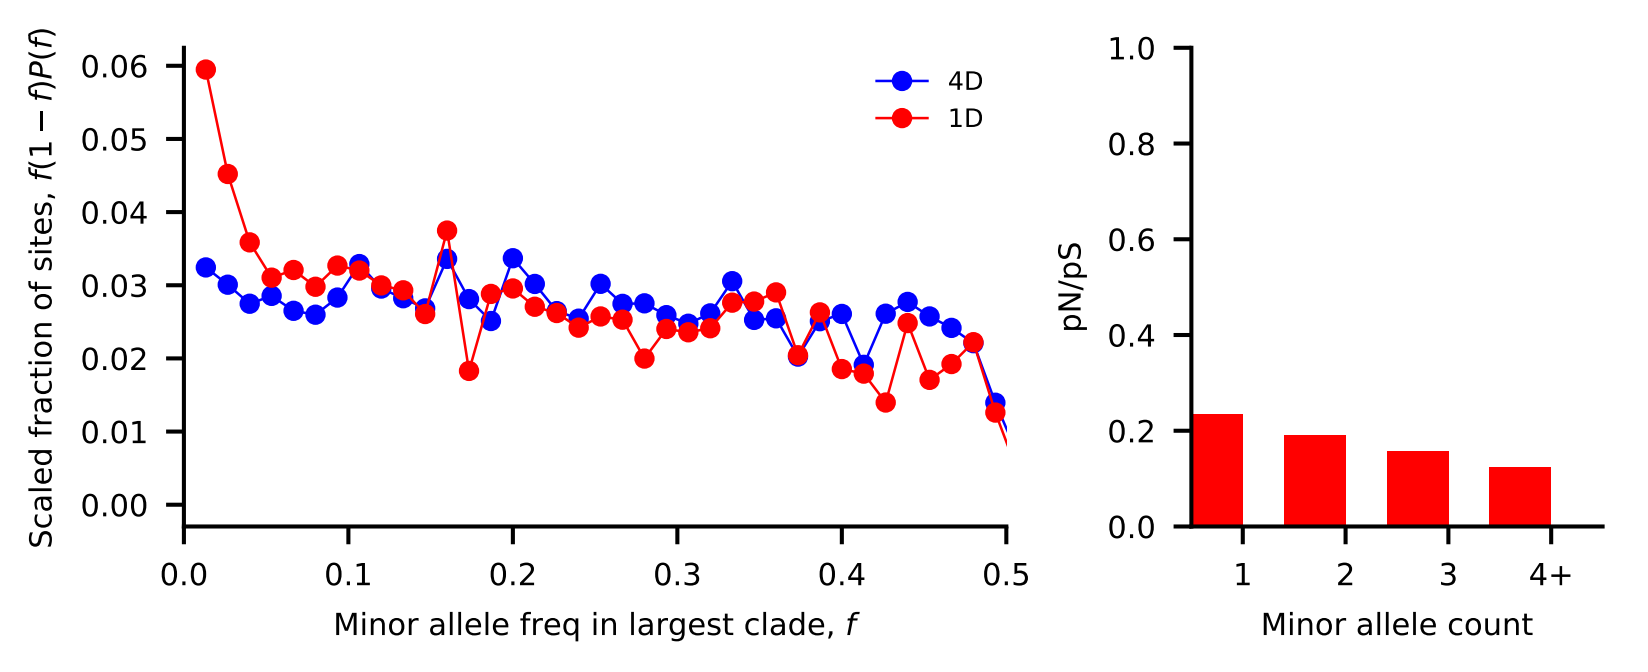 Scaled fraction of sites, f(1 − f)P(f)
0.06
0.05
0.04
0.03
0.02
0.01
0.00
0.0 0.1 0.2 0.3 0.4 0.5
Minor allele freq in largest clade, f
4D
1D
pN/pS
1.0
0.8
0.6
0.4
0.2
0.0
1 2 3 4+
Minor allele count